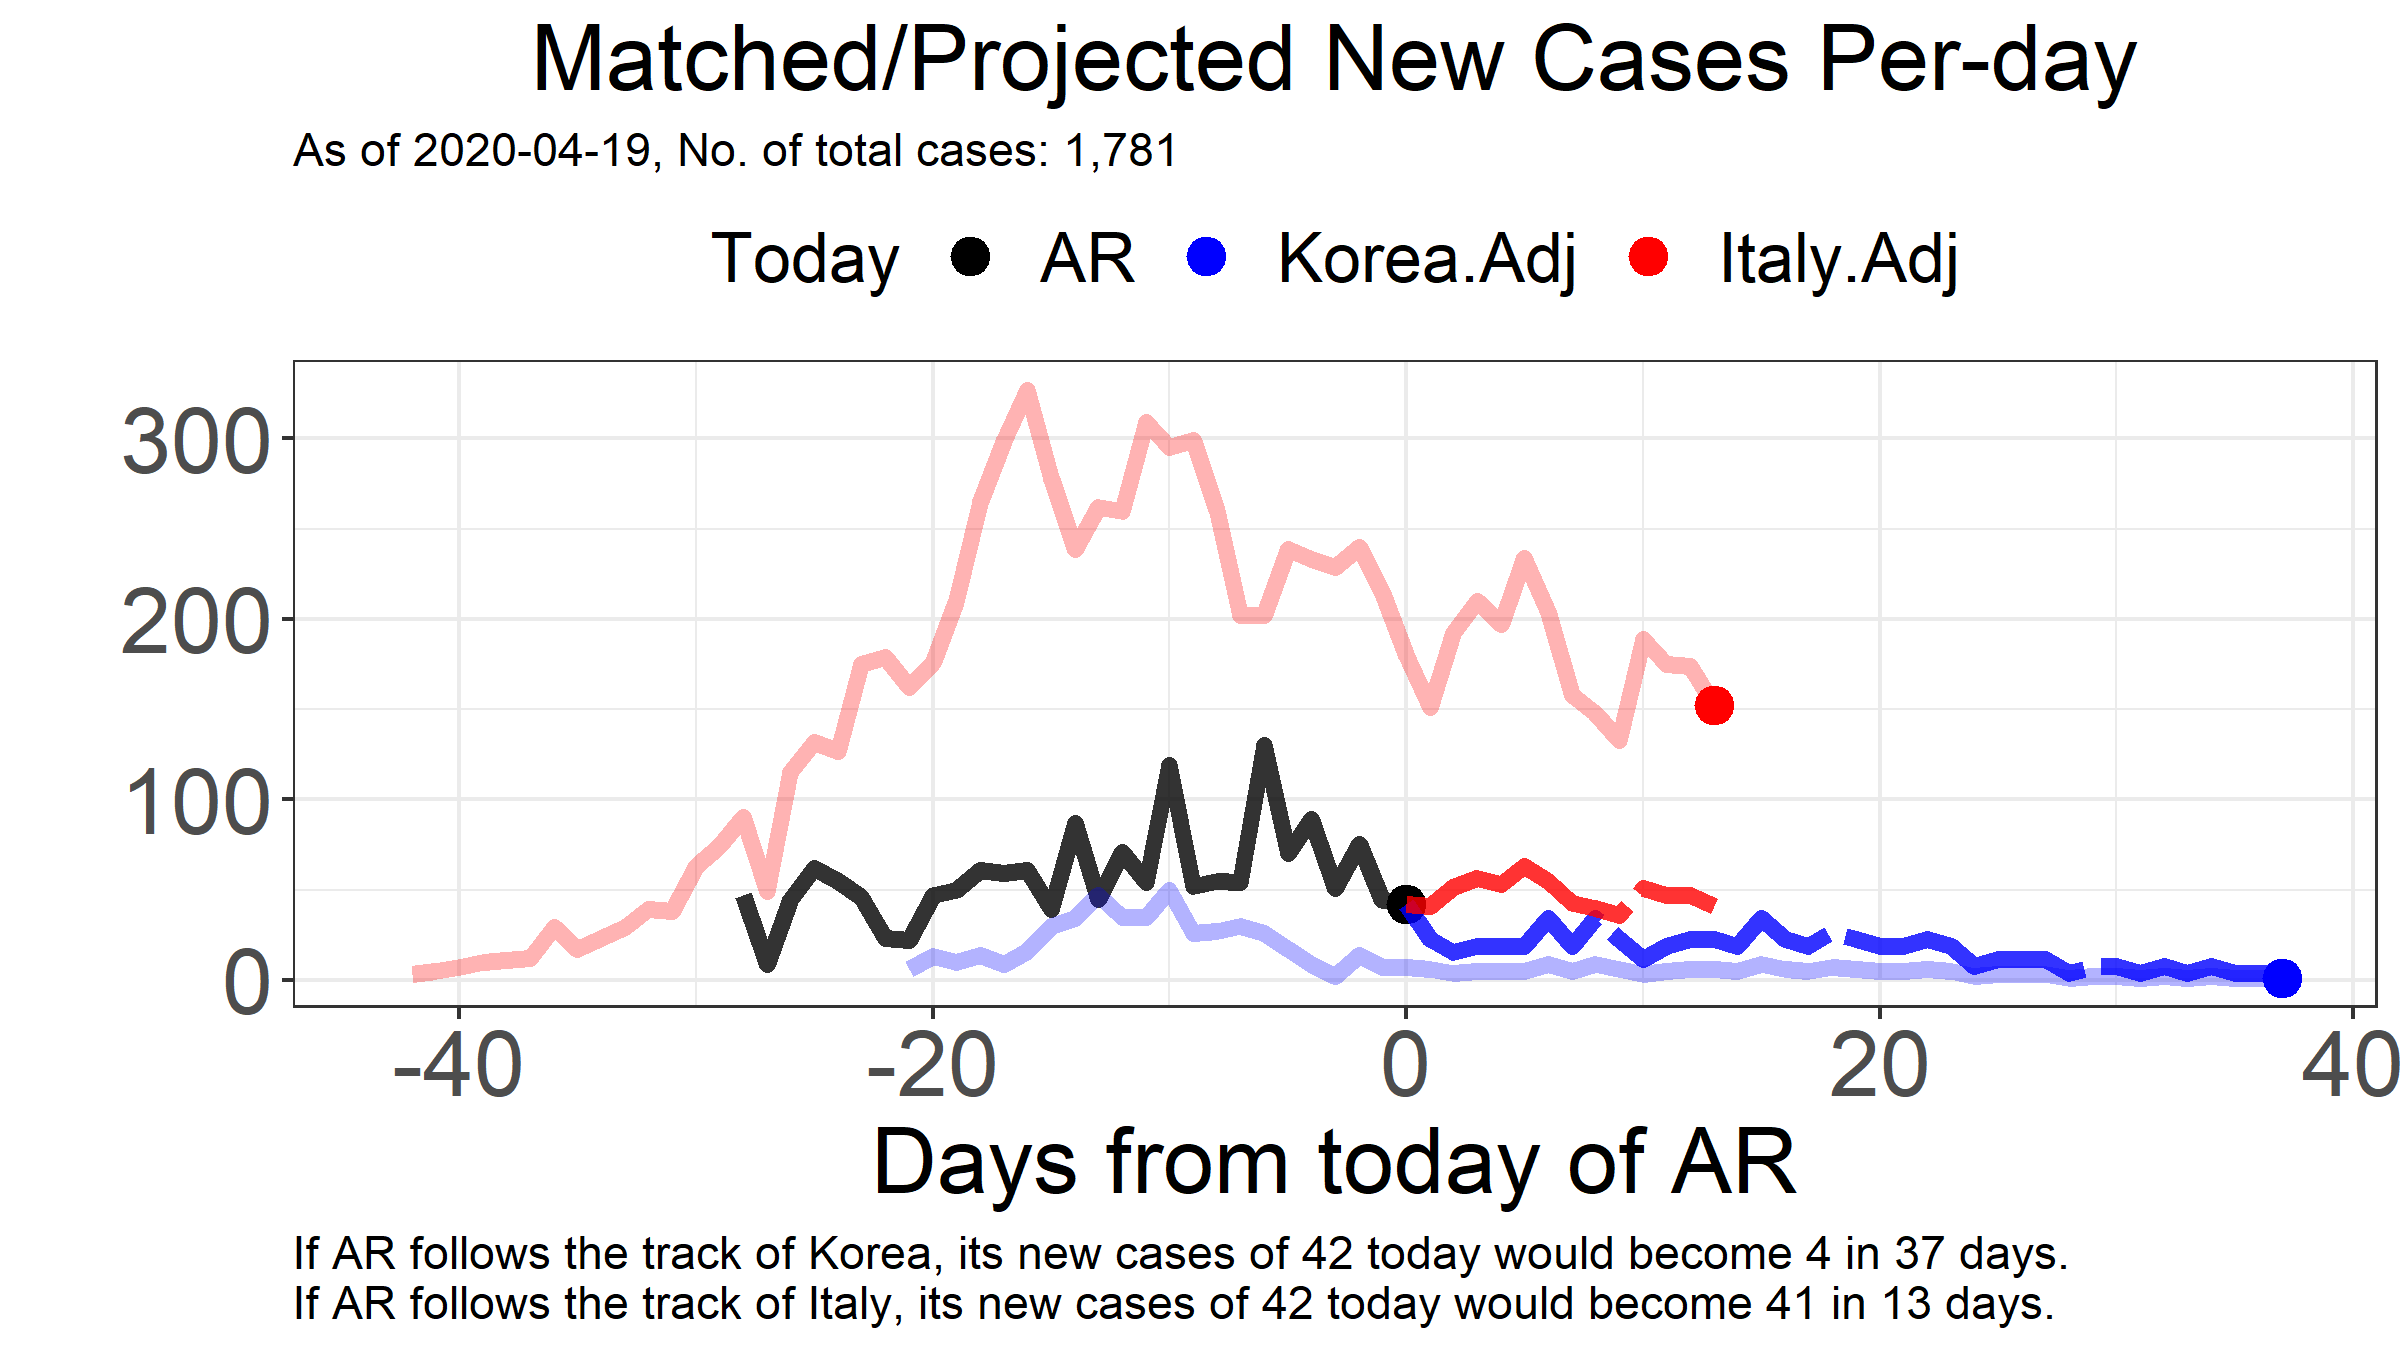 Matched/Projected New Cases Per-day
As of 2020-04-19, No. of total cases: 1,781
Today AR Korea.Adj Italy.Adj
300
200
100
0
-40 -20 0 20 40
Days from today of AR
If AR follows the track of Korea, its new cases of 42 today would become 4 in 37 days.
If AR follows the track of Italy, its new cases of 42 today would become 41 in 13 days.